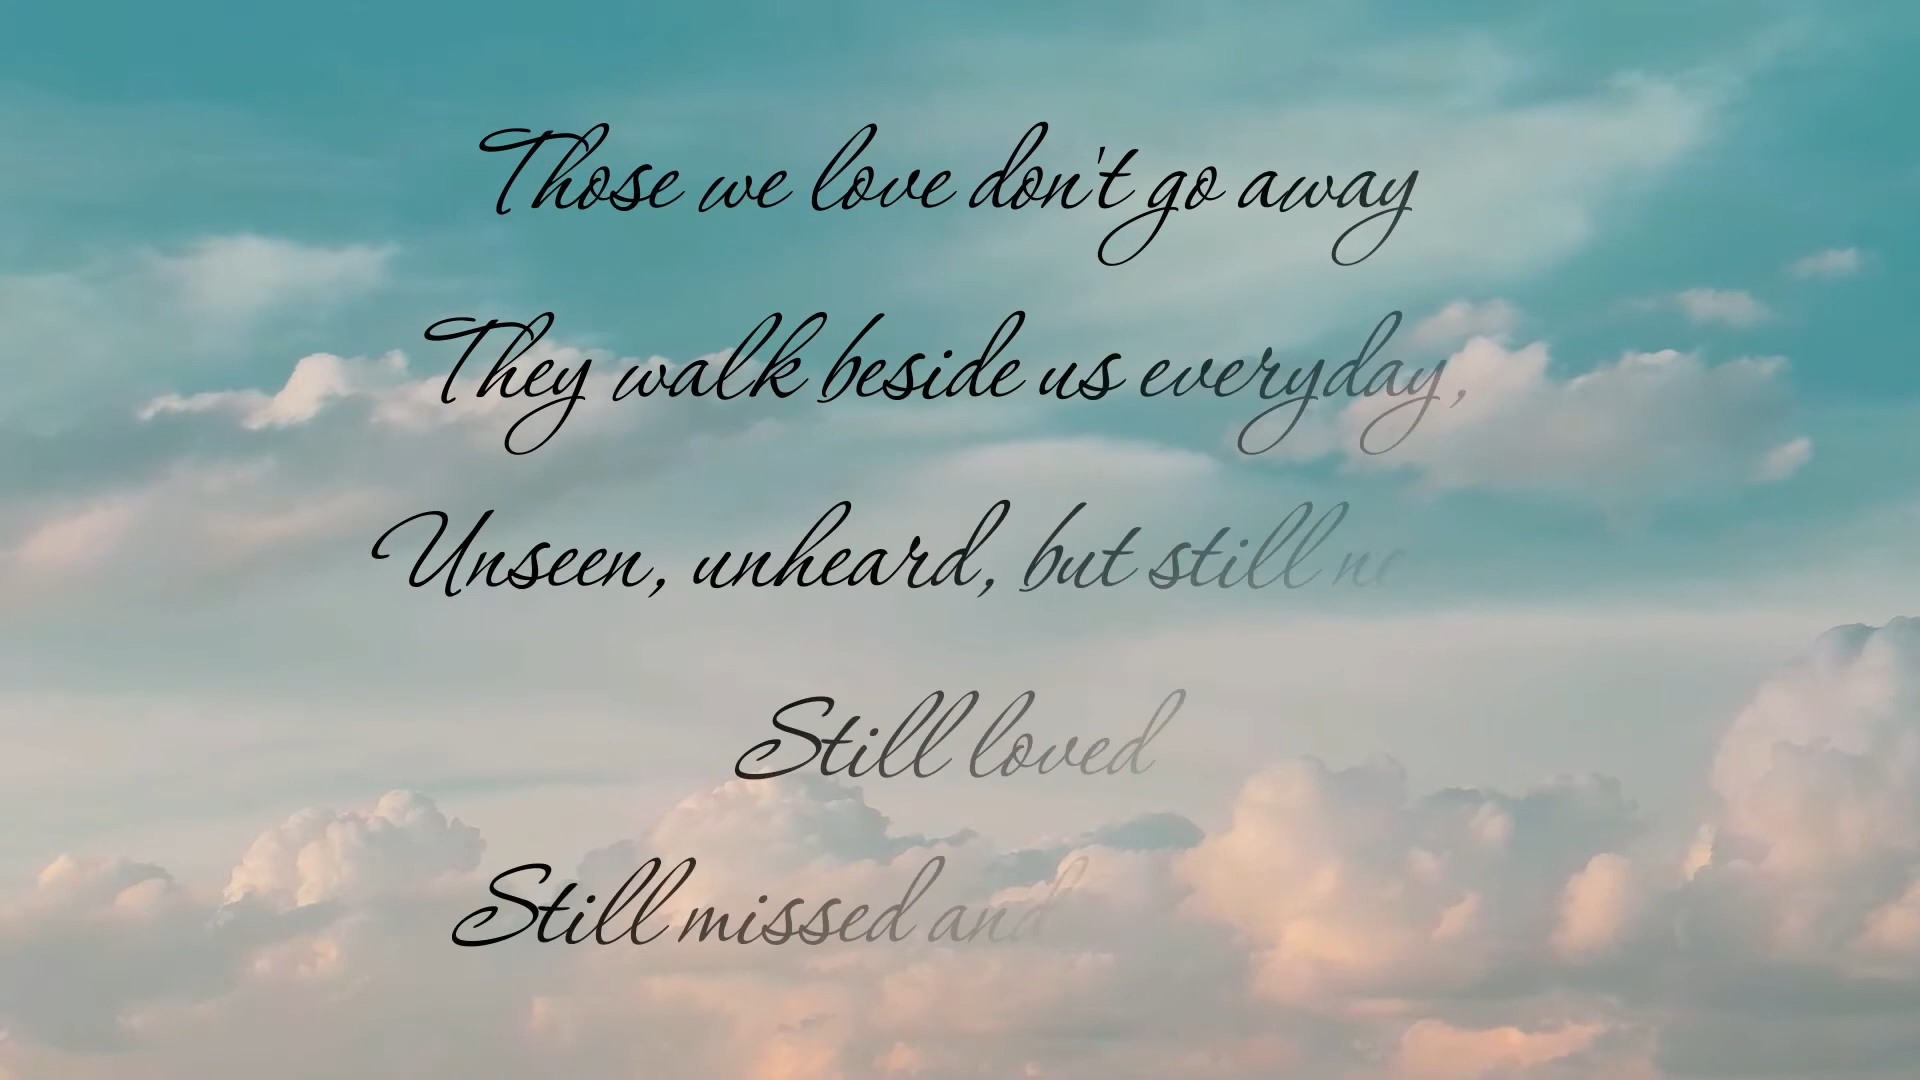 Those we love don't go away
They walk beside us everyday,
Unseen, unheard, but still
Still loved
Still missed and